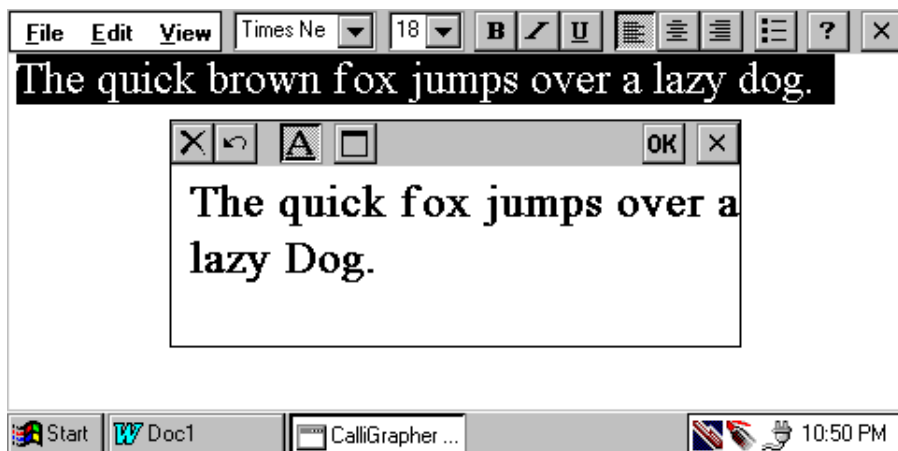 File Edit View Times Ne 18 B I U ? ×
The quick brown fox jumps over a lazy dog.
A OK ×
The quick fox jumps over a
lazy Dog.
Start W Doc1 CalliGrapher ... 10:50 PM